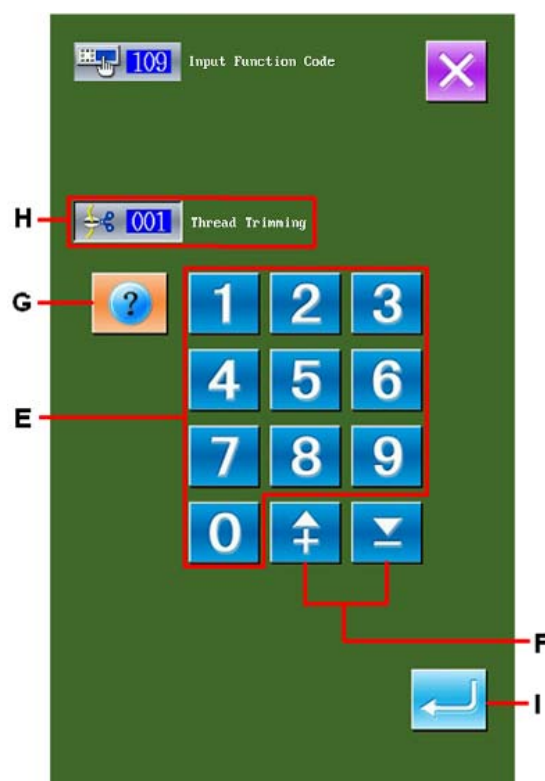 109 Input Function Code
H
001 Thread Trimming
G
?
1 2 3
E
4 5 6
7 8 9
0
F
I